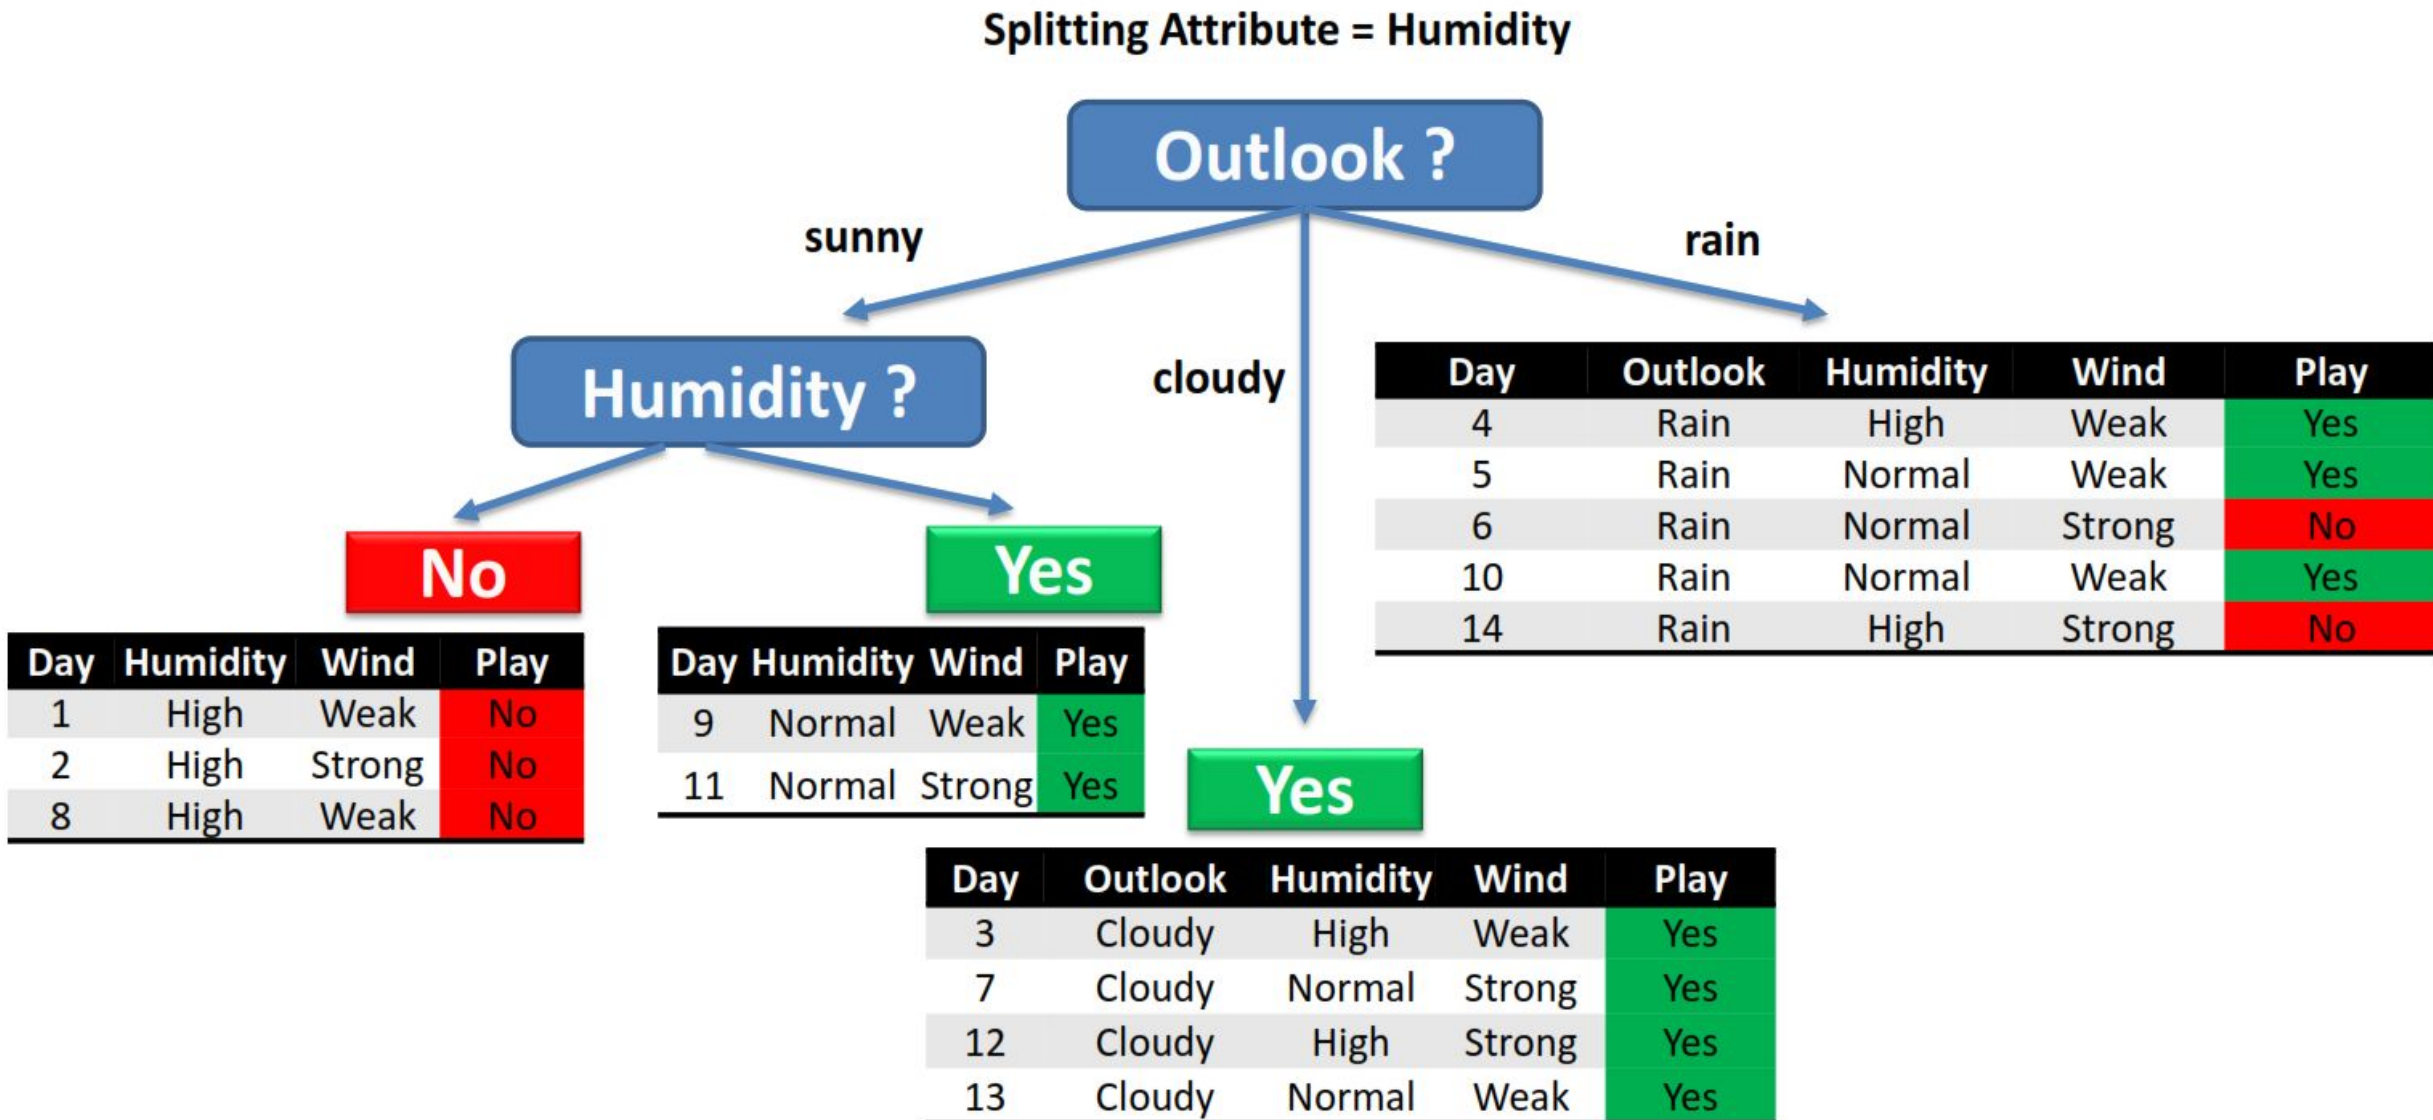 Splitting Attribute = Humidity
Outlook ?
sunny
rain
cloudy
Humidity ?
No
Yes
Day Humidity Wind Play
1 High Weak No
2 High Strong No
8 High Weak No
Day Humidity Wind Play
9 Normal Weak Yes
11 Normal Strong Yes
Yes
Day Outlook Humidity Wind Play
3 Cloudy High Weak Yes
7 Cloudy Normal Strong Yes
12 Cloudy High Strong Yes
13 Cloudy Normal Weak Yes
Day Outlook Humidity Wind Play
4 Rain High Weak Yes
5 Rain Normal Weak Yes
6 Rain Normal Strong No
10 Rain Normal Weak Yes
14 Rain High Strong No